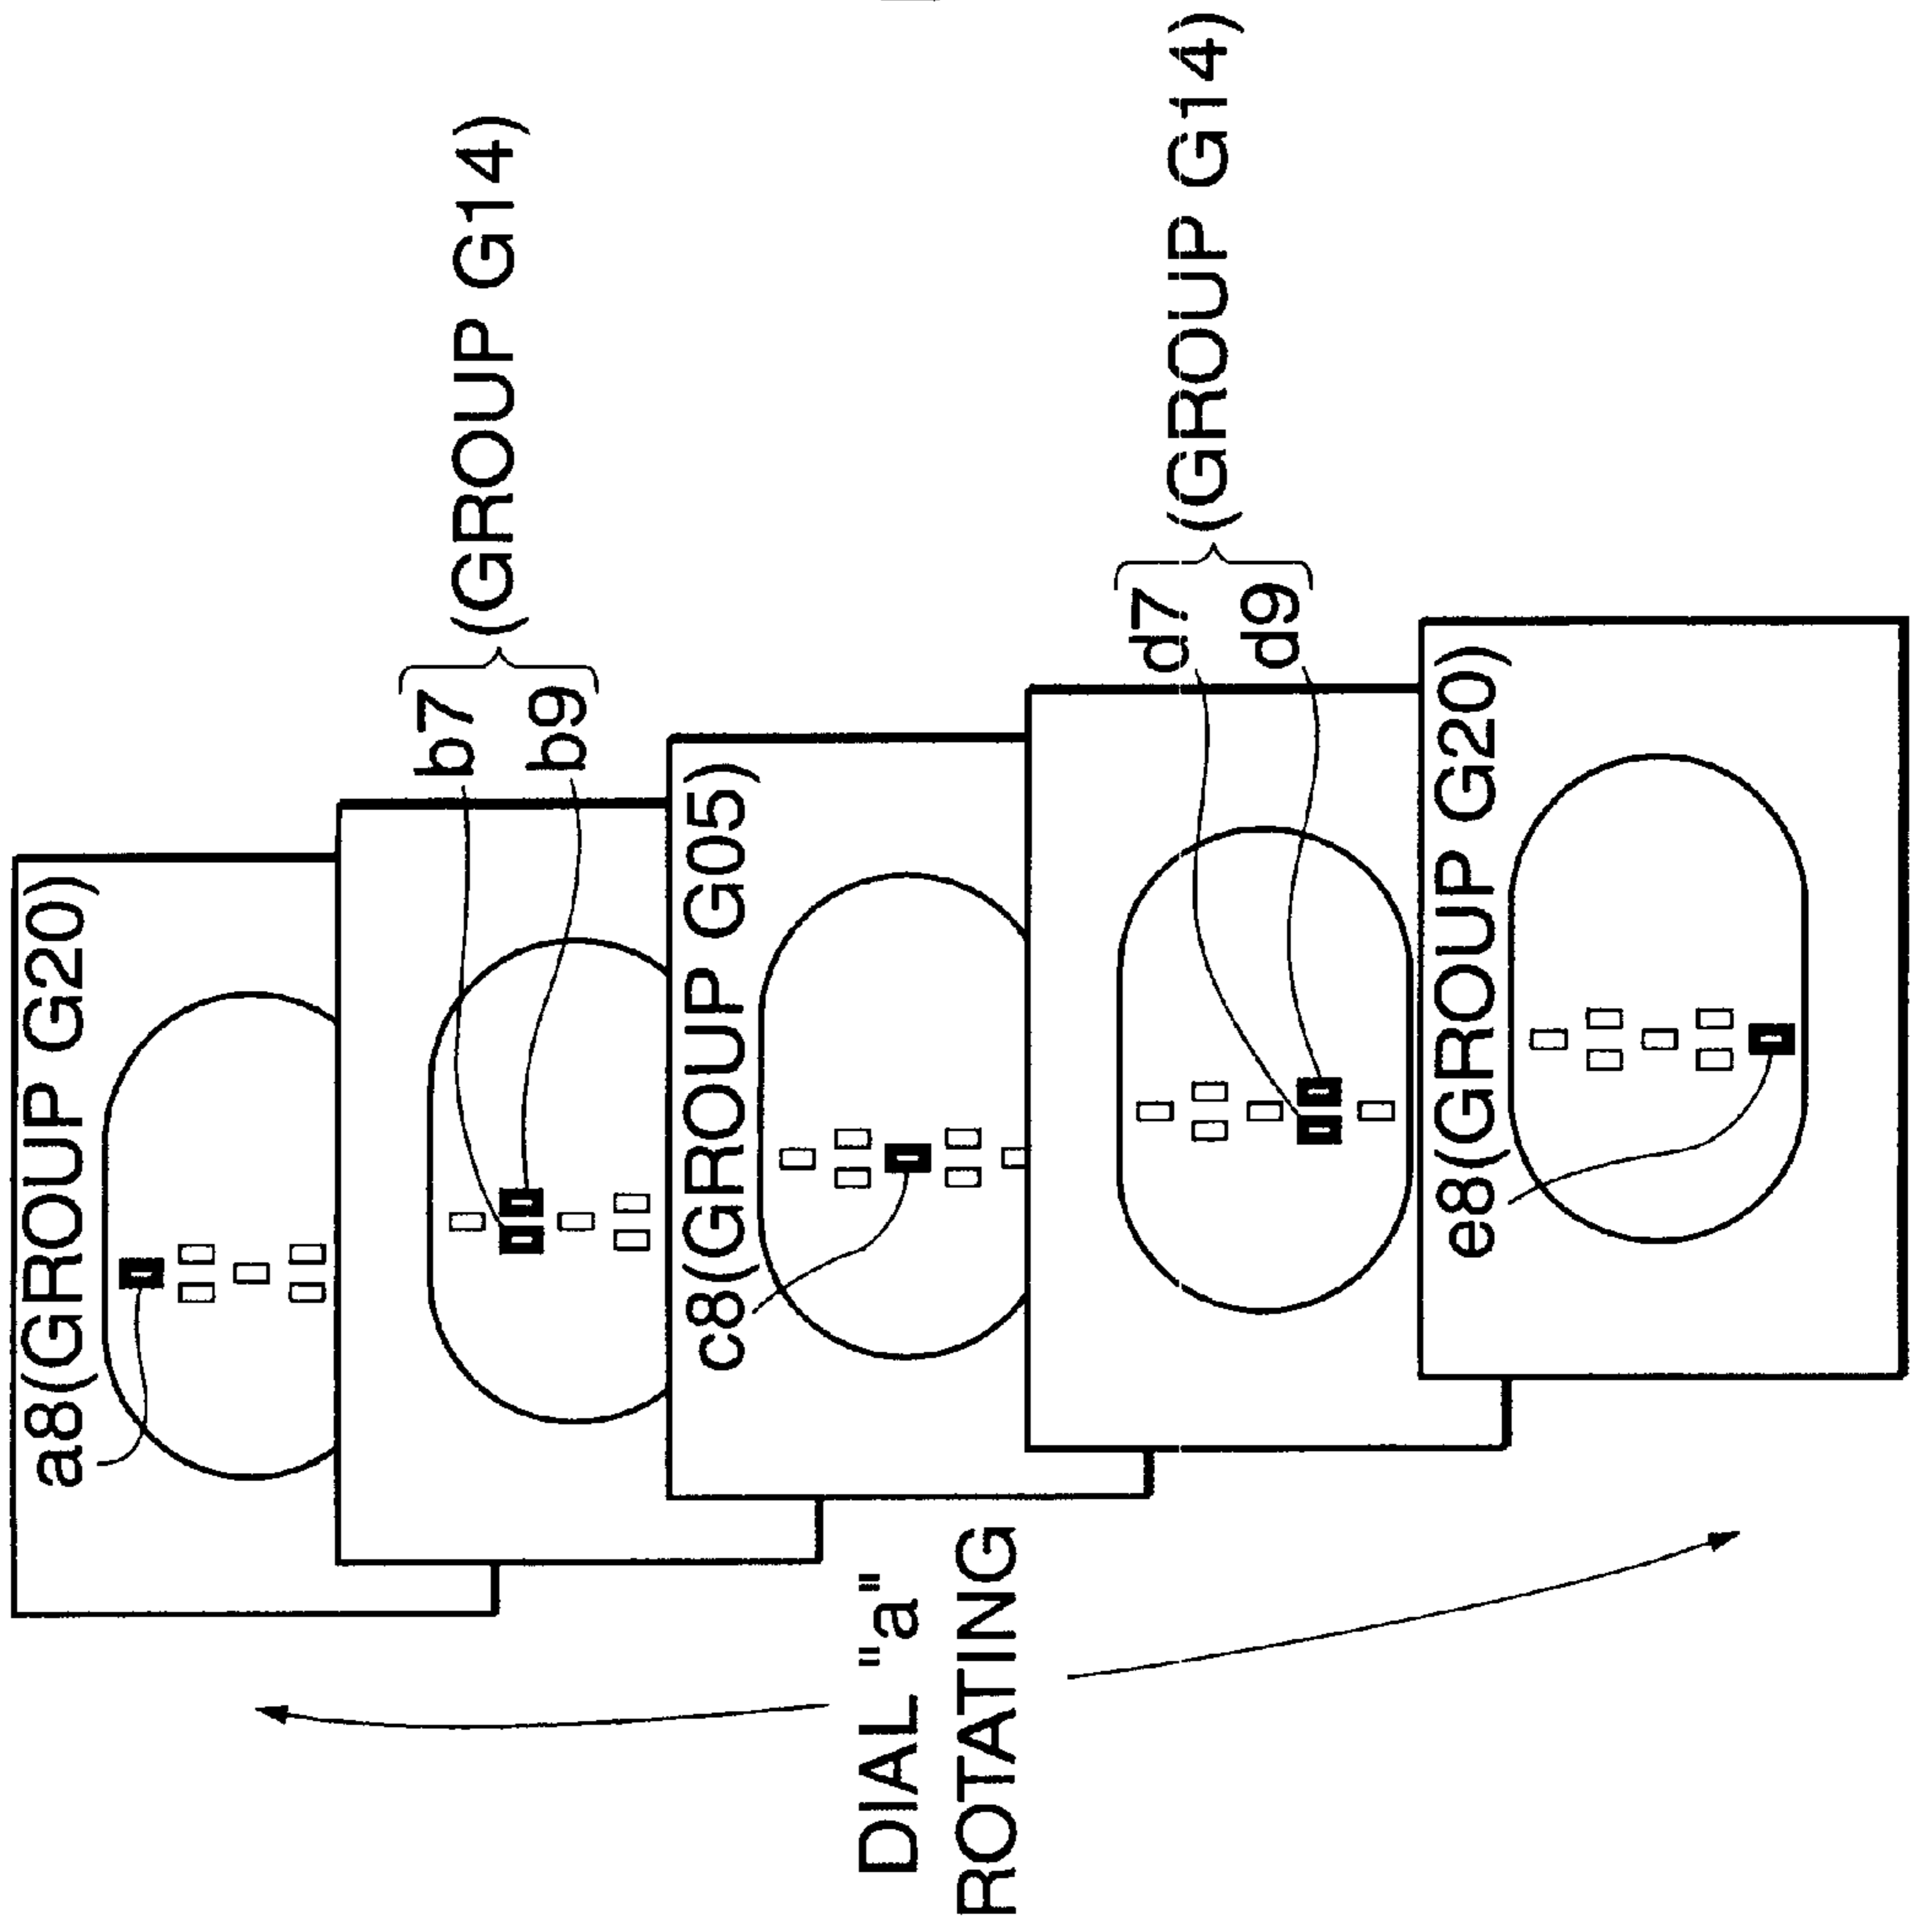 a8(GROUP G20)
b7
b9
(GROUP G14)
c8(GROUP G05)
d7
d9
(GROUP G14)
e8(GROUP G20)
DIAL "a"
ROTATING